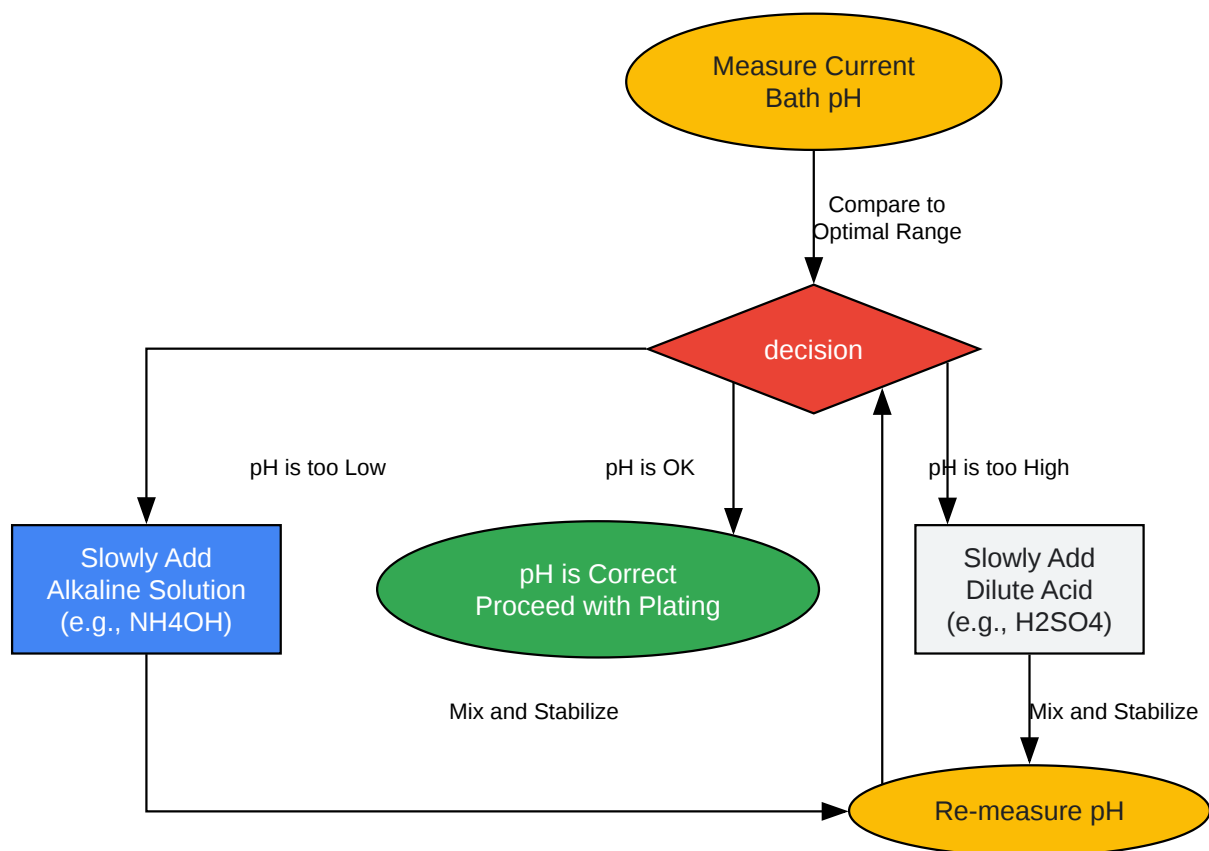 Measure Current
Bath pH
Compare to
Optimal Range
decision
pH is too Low
pH is OK
pH is too High
Slowly Add
Alkaline Solution
(e.g., NH4OH)
pH is Correct
Proceed with Plating
Slowly Add
Dilute Acid
(e.g., H2SO4)
Mix and Stabilize
Mix and Stabilize
Re-measure pH